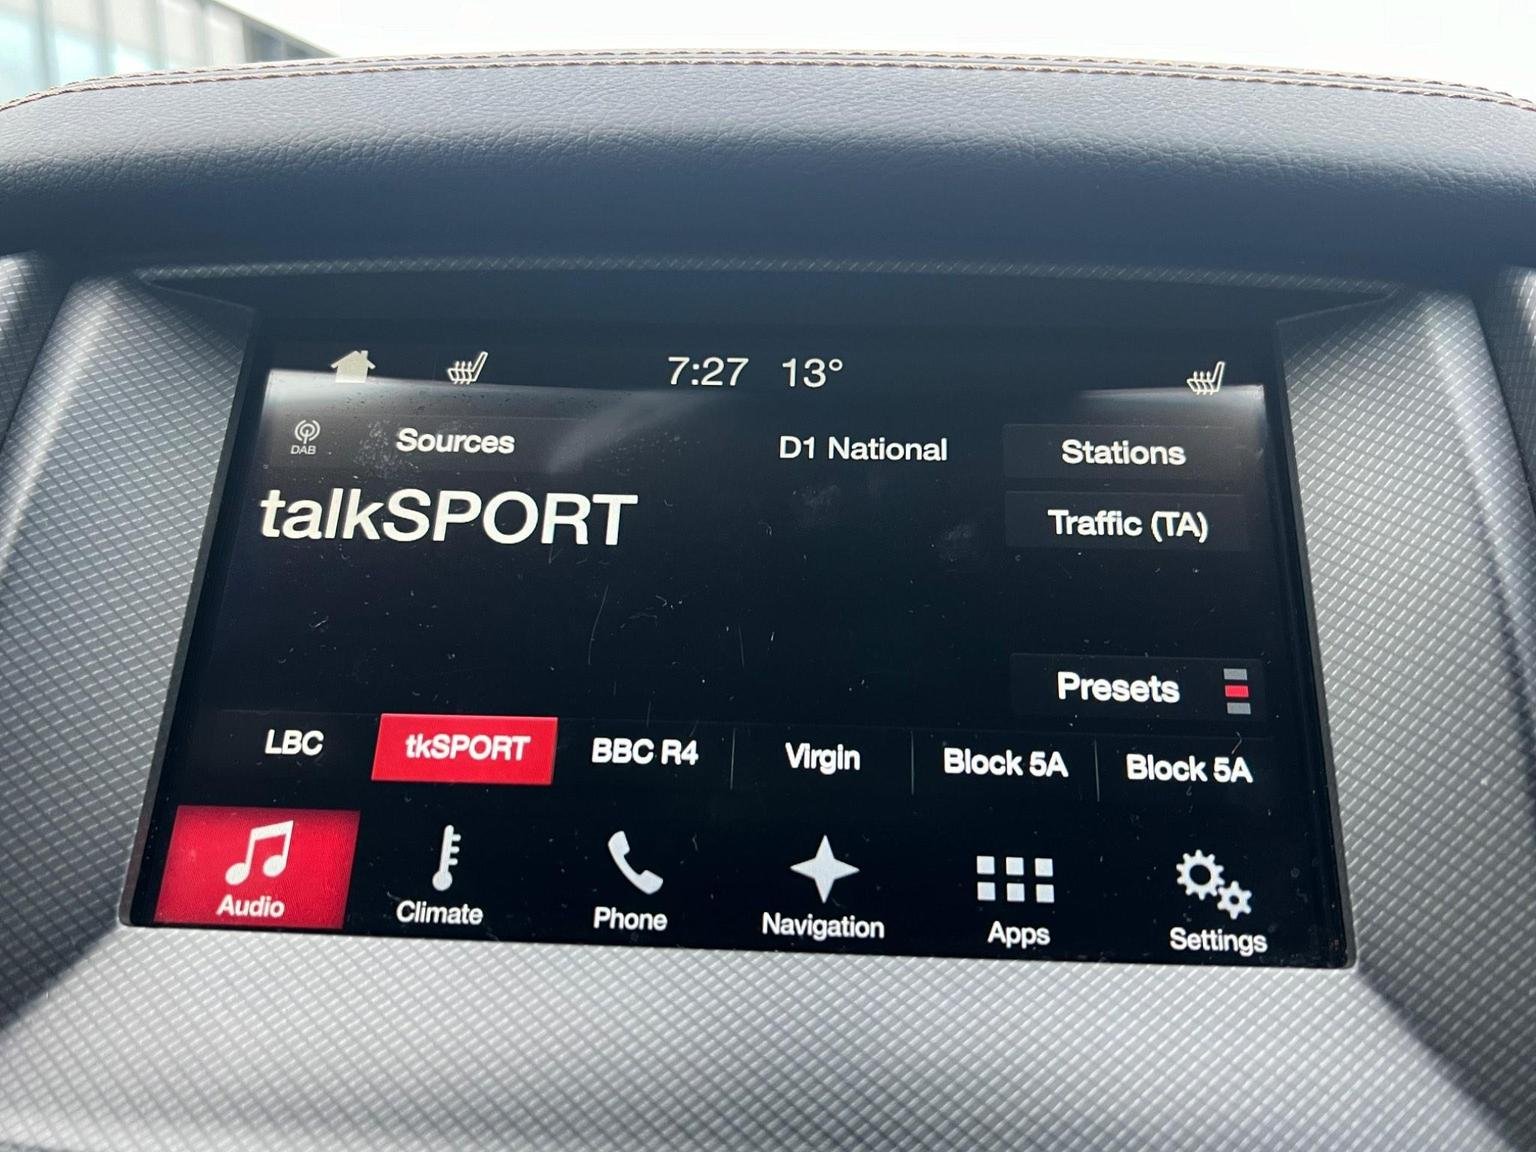 7:27 13°
DAB Sources D1 National Stations
talkSPORT
Traffic (TA)
Presets
LBC tkSPORT BBC R4 Virgin Block 5A Block 5A
Audio Climate Phone Navigation Apps Settings